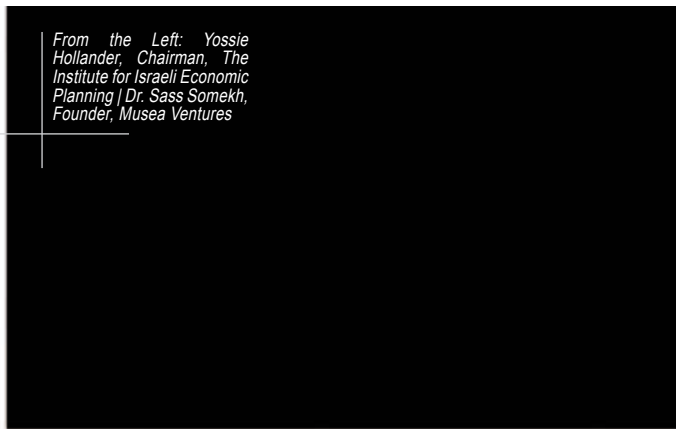 From the Left: Yossie
Hollander, Chairman, The
Institute for Israeli Economic
Planning | Dr. Sass Somekh,
Founder, Musea Ventures